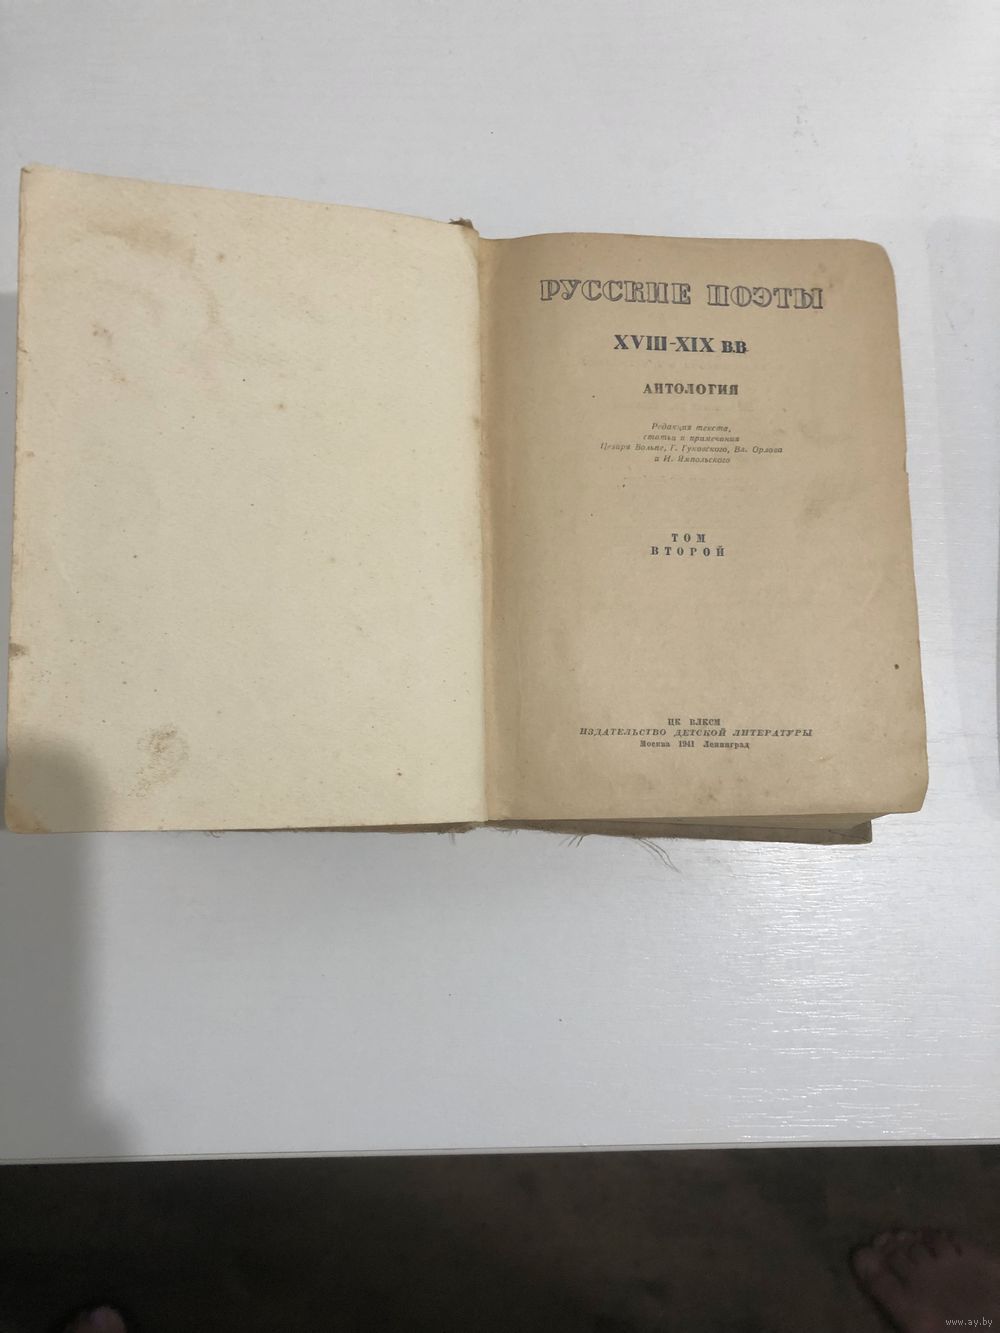 РУССКИЕ ПОЭТЫ
XVIII-XIX В.В.
АНТОЛОГИЯ
Редакция текста,
статьи и примечания
Цезаря Вольпе, Г. Гуковского, Вл. Орлова
и И. Ямпольского
ТОМ
ВТОРОЙ
ЦК ВЛКСМ
ИЗДАТЕЛЬСТВО ДЕТСКОЙ ЛИТЕРАТУРЫ
Москва 1941 Ленинград
www.ay.by